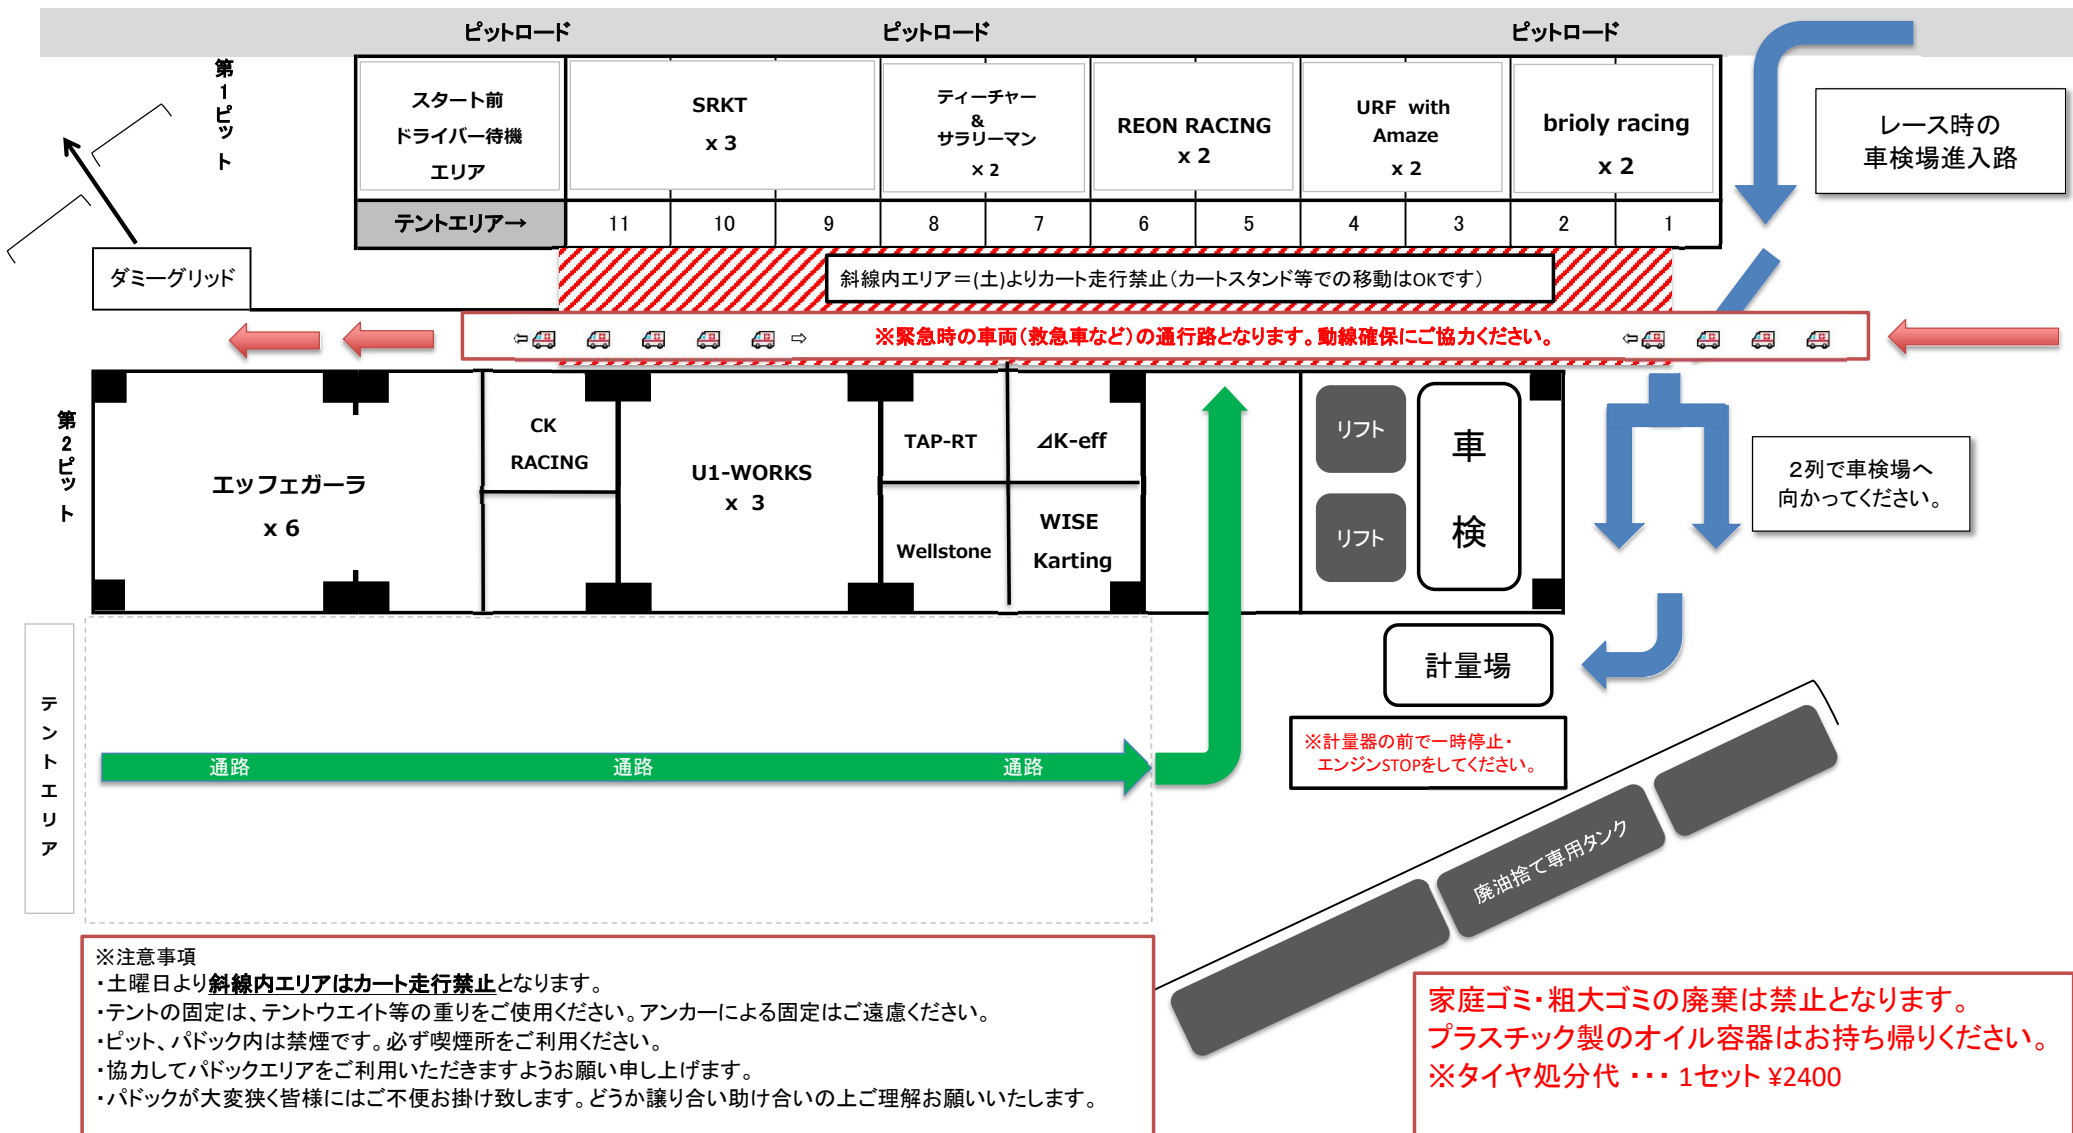 ピットロード ピットロード ピットロード
第1ピット
スタート前
ドライバー待機
エリア
SRKT
x 3
ティーチャー
&
サラリーマン
× 2
REON RACING
x 2
URF with
Amaze
x 2
brioly racing
x 2
レース時の
車検場進入路
テントエリア→ 11 10 9 8 7 6 5 4 3 2 1
ダミーグリッド
斜線内エリア=(土)よりカート走行禁止(カートスタンド等での移動はOKです)
⇦ ⇨ ※緊急時の車両(救急車など)の通行路となります。動線確保にご協力ください。 ⇦
第2ピット
エッフェガーラ
x 6
CK
RACING
U1-WORKS
x 3
TAP-RT
⊿K-eff
Wellstone
WISE
Karting
リフト
リフト
車検
2列で車検場へ
向かってください。
計量場
※計量器の前で一時停止・
エンジンSTOPをしてください。
テントエリア
通路 通路 通路
廃油捨て専用タンク
※注意事項
・土曜日より斜線内エリアはカート走行禁止となります。
・テントの固定は、テントウエイト等の重りをご使用ください。アンカーによる固定はご遠慮ください。
・ピット、パドック内は禁煙です。必ず喫煙所をご利用ください。
・協力してパドックエリアをご利用いただきますようお願い申し上げます。
・パドックが大変狭く皆様にはご不便お掛け致します。どうか譲り合い助け合いの上ご理解お願いいたします。
家庭ゴミ・粗大ゴミの廃棄は禁止となります。
プラスチック製のオイル容器はお持ち帰りください。
※タイヤ処分代 ・・・ 1セット ¥2400